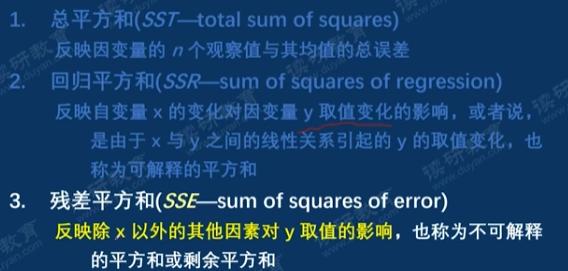 1. 总平方和(SST—total sum of squares)
反映因变量的 n 个观察值与其均值的总误差
2. 回归平方和(SSR—sum of squares of regression)
反映自变量 x 的变化对因变量 y 取值变化的影响，或者说，
是由于 x 与 y 之间的线性关系引起的 y 的取值变化，也
称为可解释的平方和
3. 残差平方和(SSE—sum of squares of error)
反映除 x 以外的其他因素对 y 取值的影响，也称为不可解释
的平方和或剩余平方和